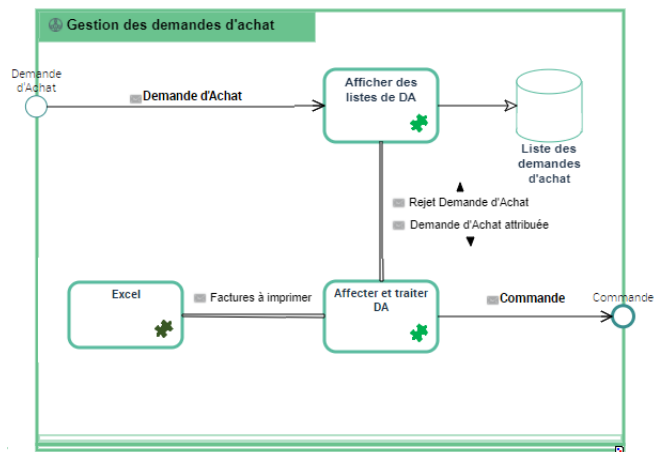 Gestion des demandes d'achat
Demande
d'Achat
Demande d'Achat
Afficher des
listes de DA
Liste des
demandes
d'achat
Rejet Demande d'Achat
Demande d'Achat attribuée
Excel
Factures à imprimer
Affecter et traiter
DA
Commande
Commande